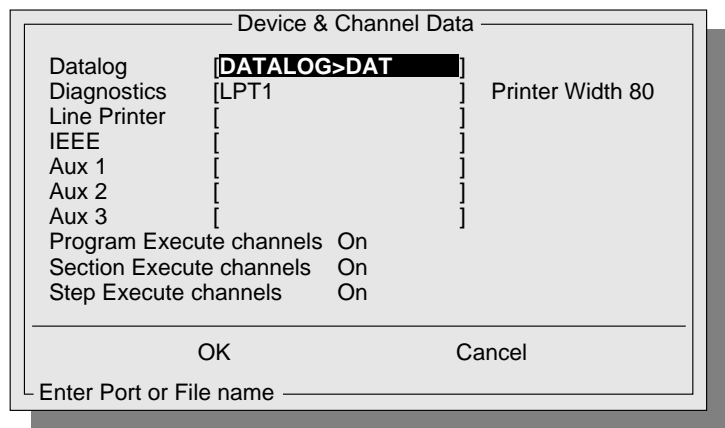 Device & Channel Data
Datalog [DATALOG>DAT ]
Diagnostics [LPT1 ] Printer Width 80
Line Printer [ ]
IEEE [ ]
Aux 1 [ ]
Aux 2 [ ]
Aux 3 [ ]
Program Execute channels On
Section Execute channels On
Step Execute channels On
OK Cancel
Enter Port or File name